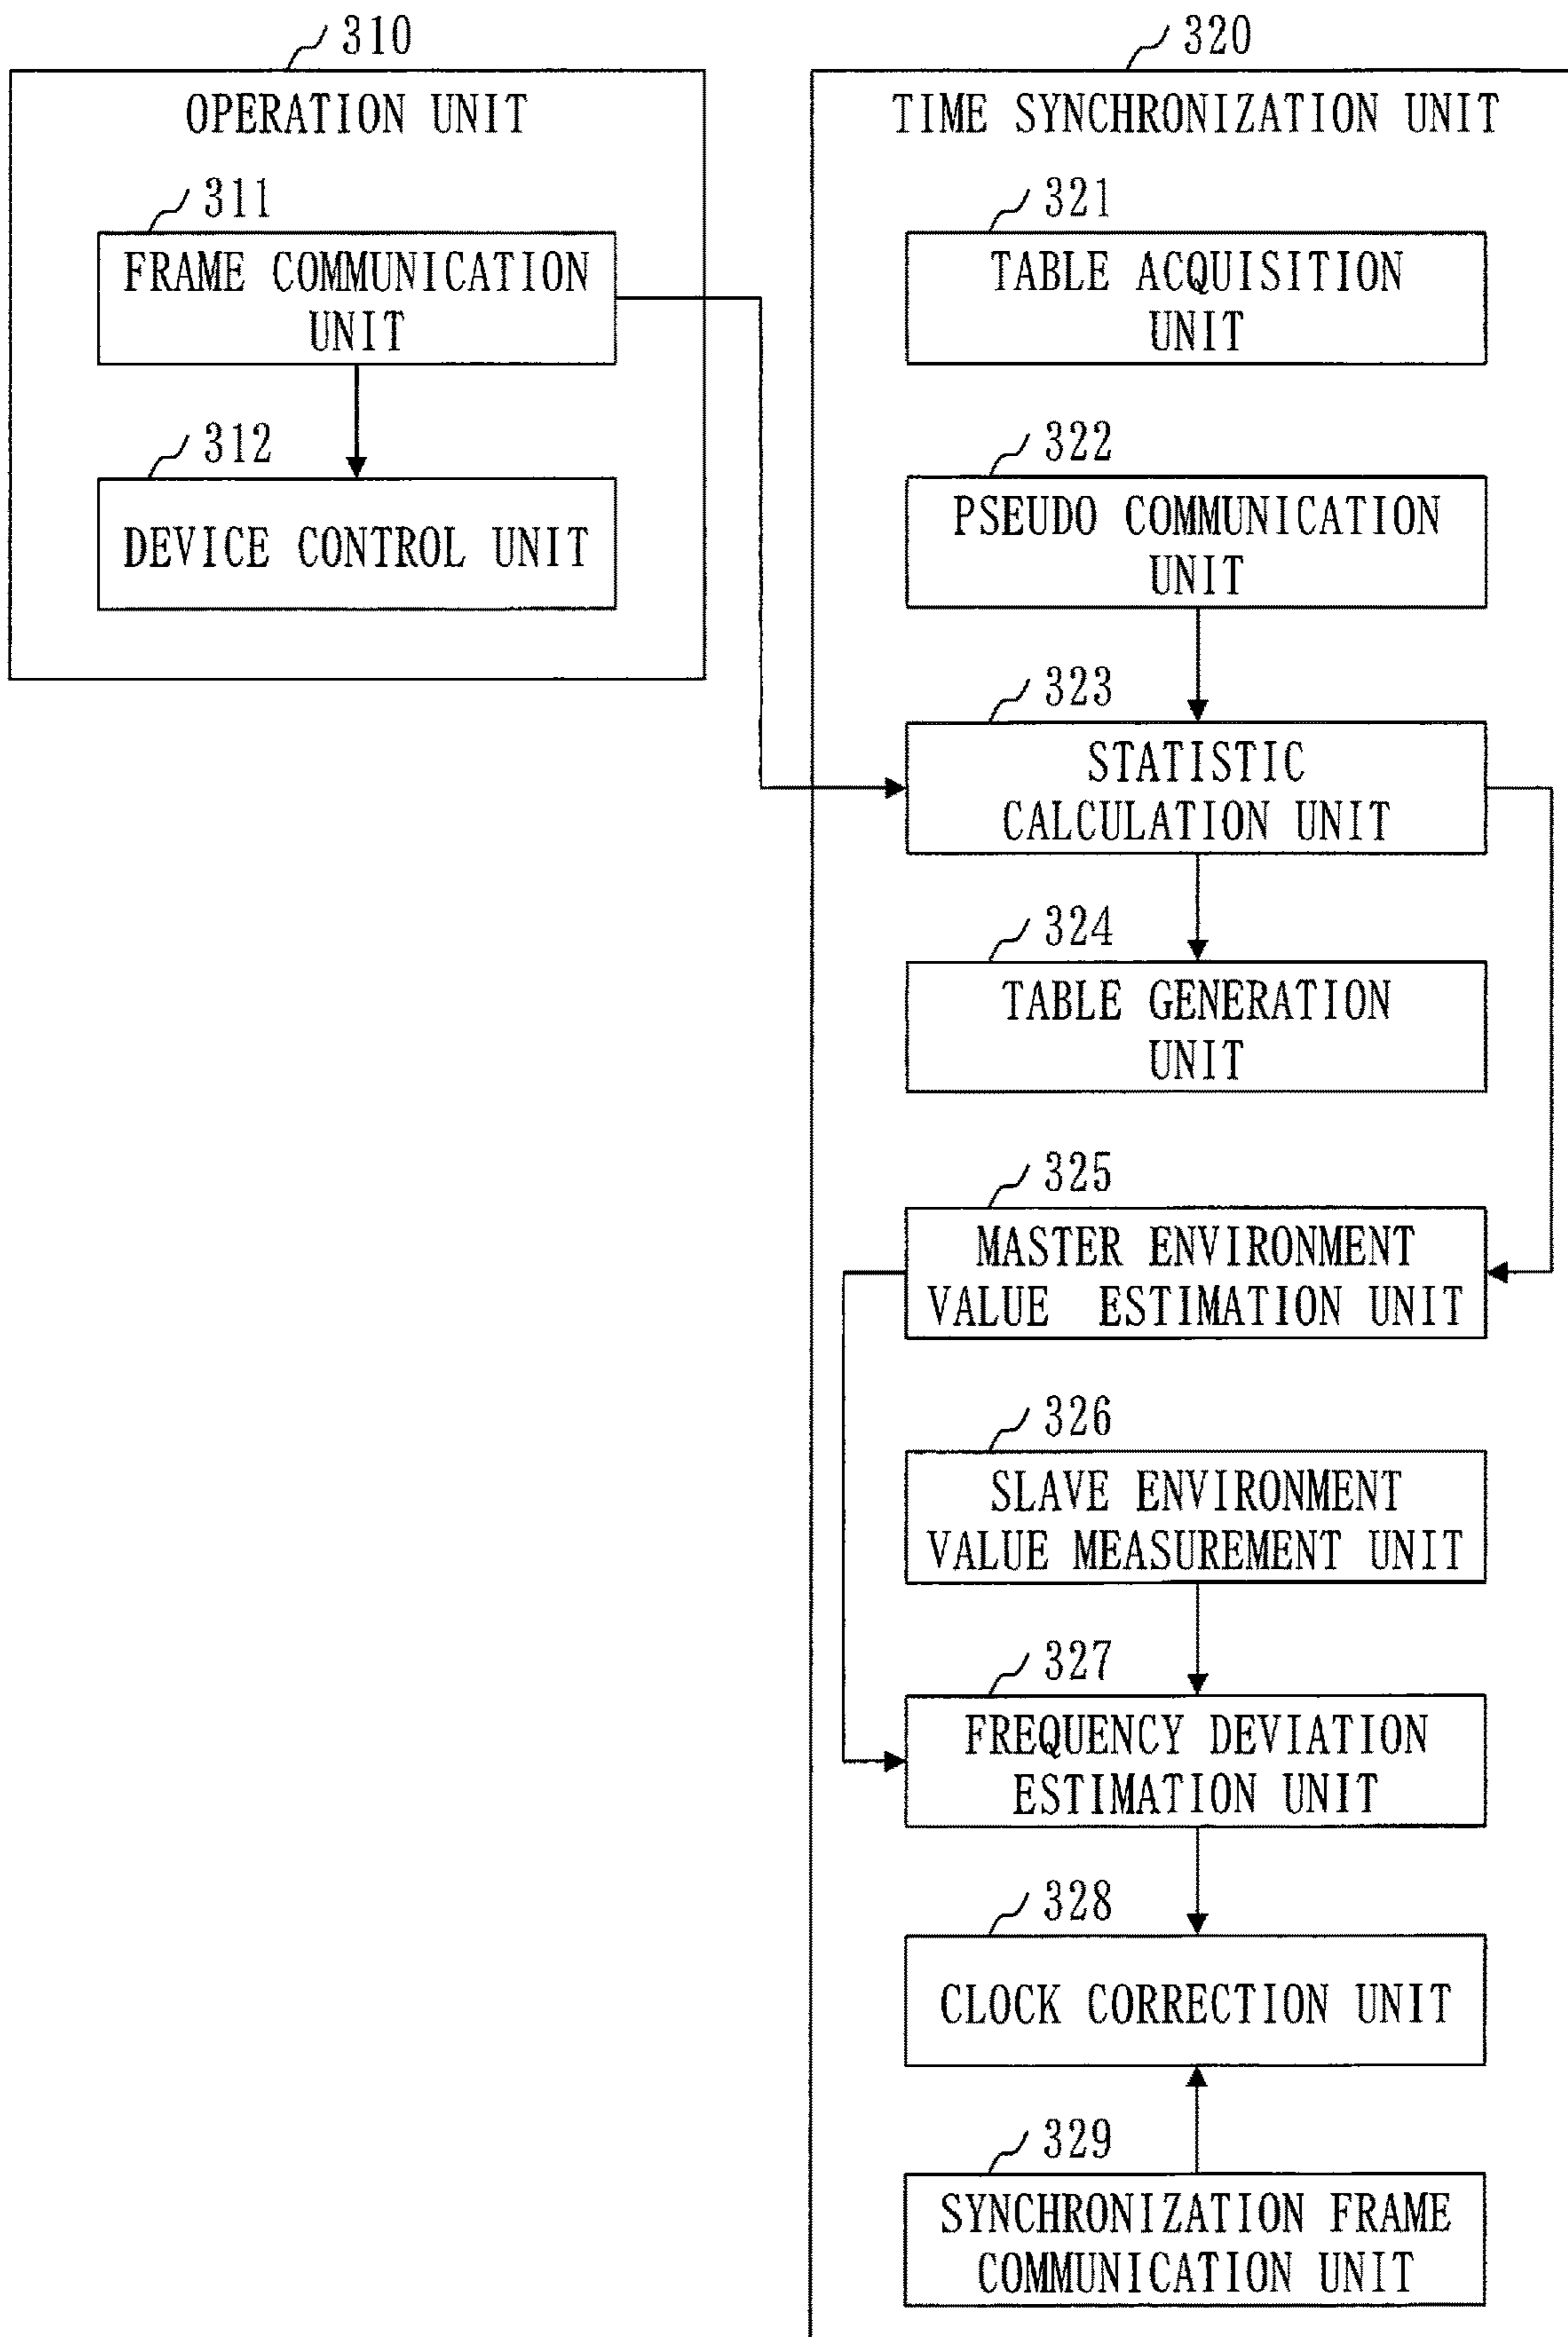 310
OPERATION UNIT
311
FRAME COMMUNICATION
UNIT
312
DEVICE CONTROL UNIT
320
TIME SYNCHRONIZATION UNIT
321
TABLE ACQUISITION
UNIT
322
PSEUDO COMMUNICATION
UNIT
323
STATISTIC
CALCULATION UNIT
324
TABLE GENERATION
UNIT
325
MASTER ENVIRONMENT
VALUE ESTIMATION UNIT
326
SLAVE ENVIRONMENT
VALUE MEASUREMENT UNIT
327
FREQUENCY DEVIATION
ESTIMATION UNIT
328
CLOCK CORRECTION UNIT
329
SYNCHRONIZATION FRAME
COMMUNICATION UNIT